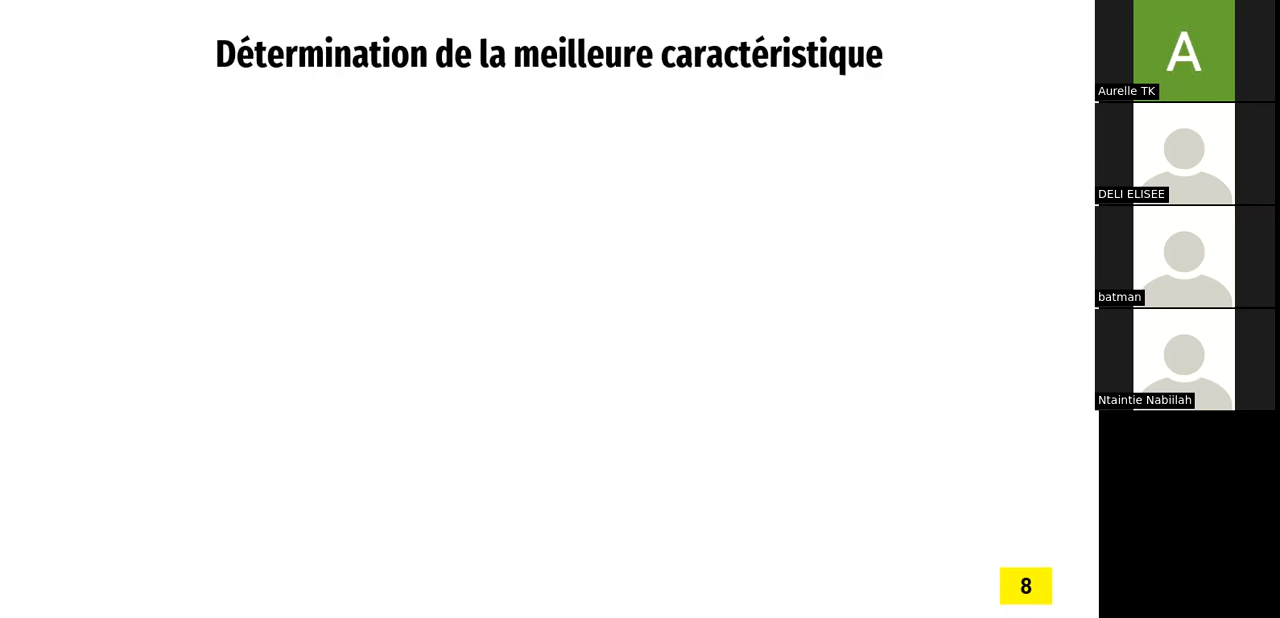 Détermination de la meilleure caractéristique
A
Aurelle TK
DELI ELISEE
batman
Ntaintie Nabiilah
8